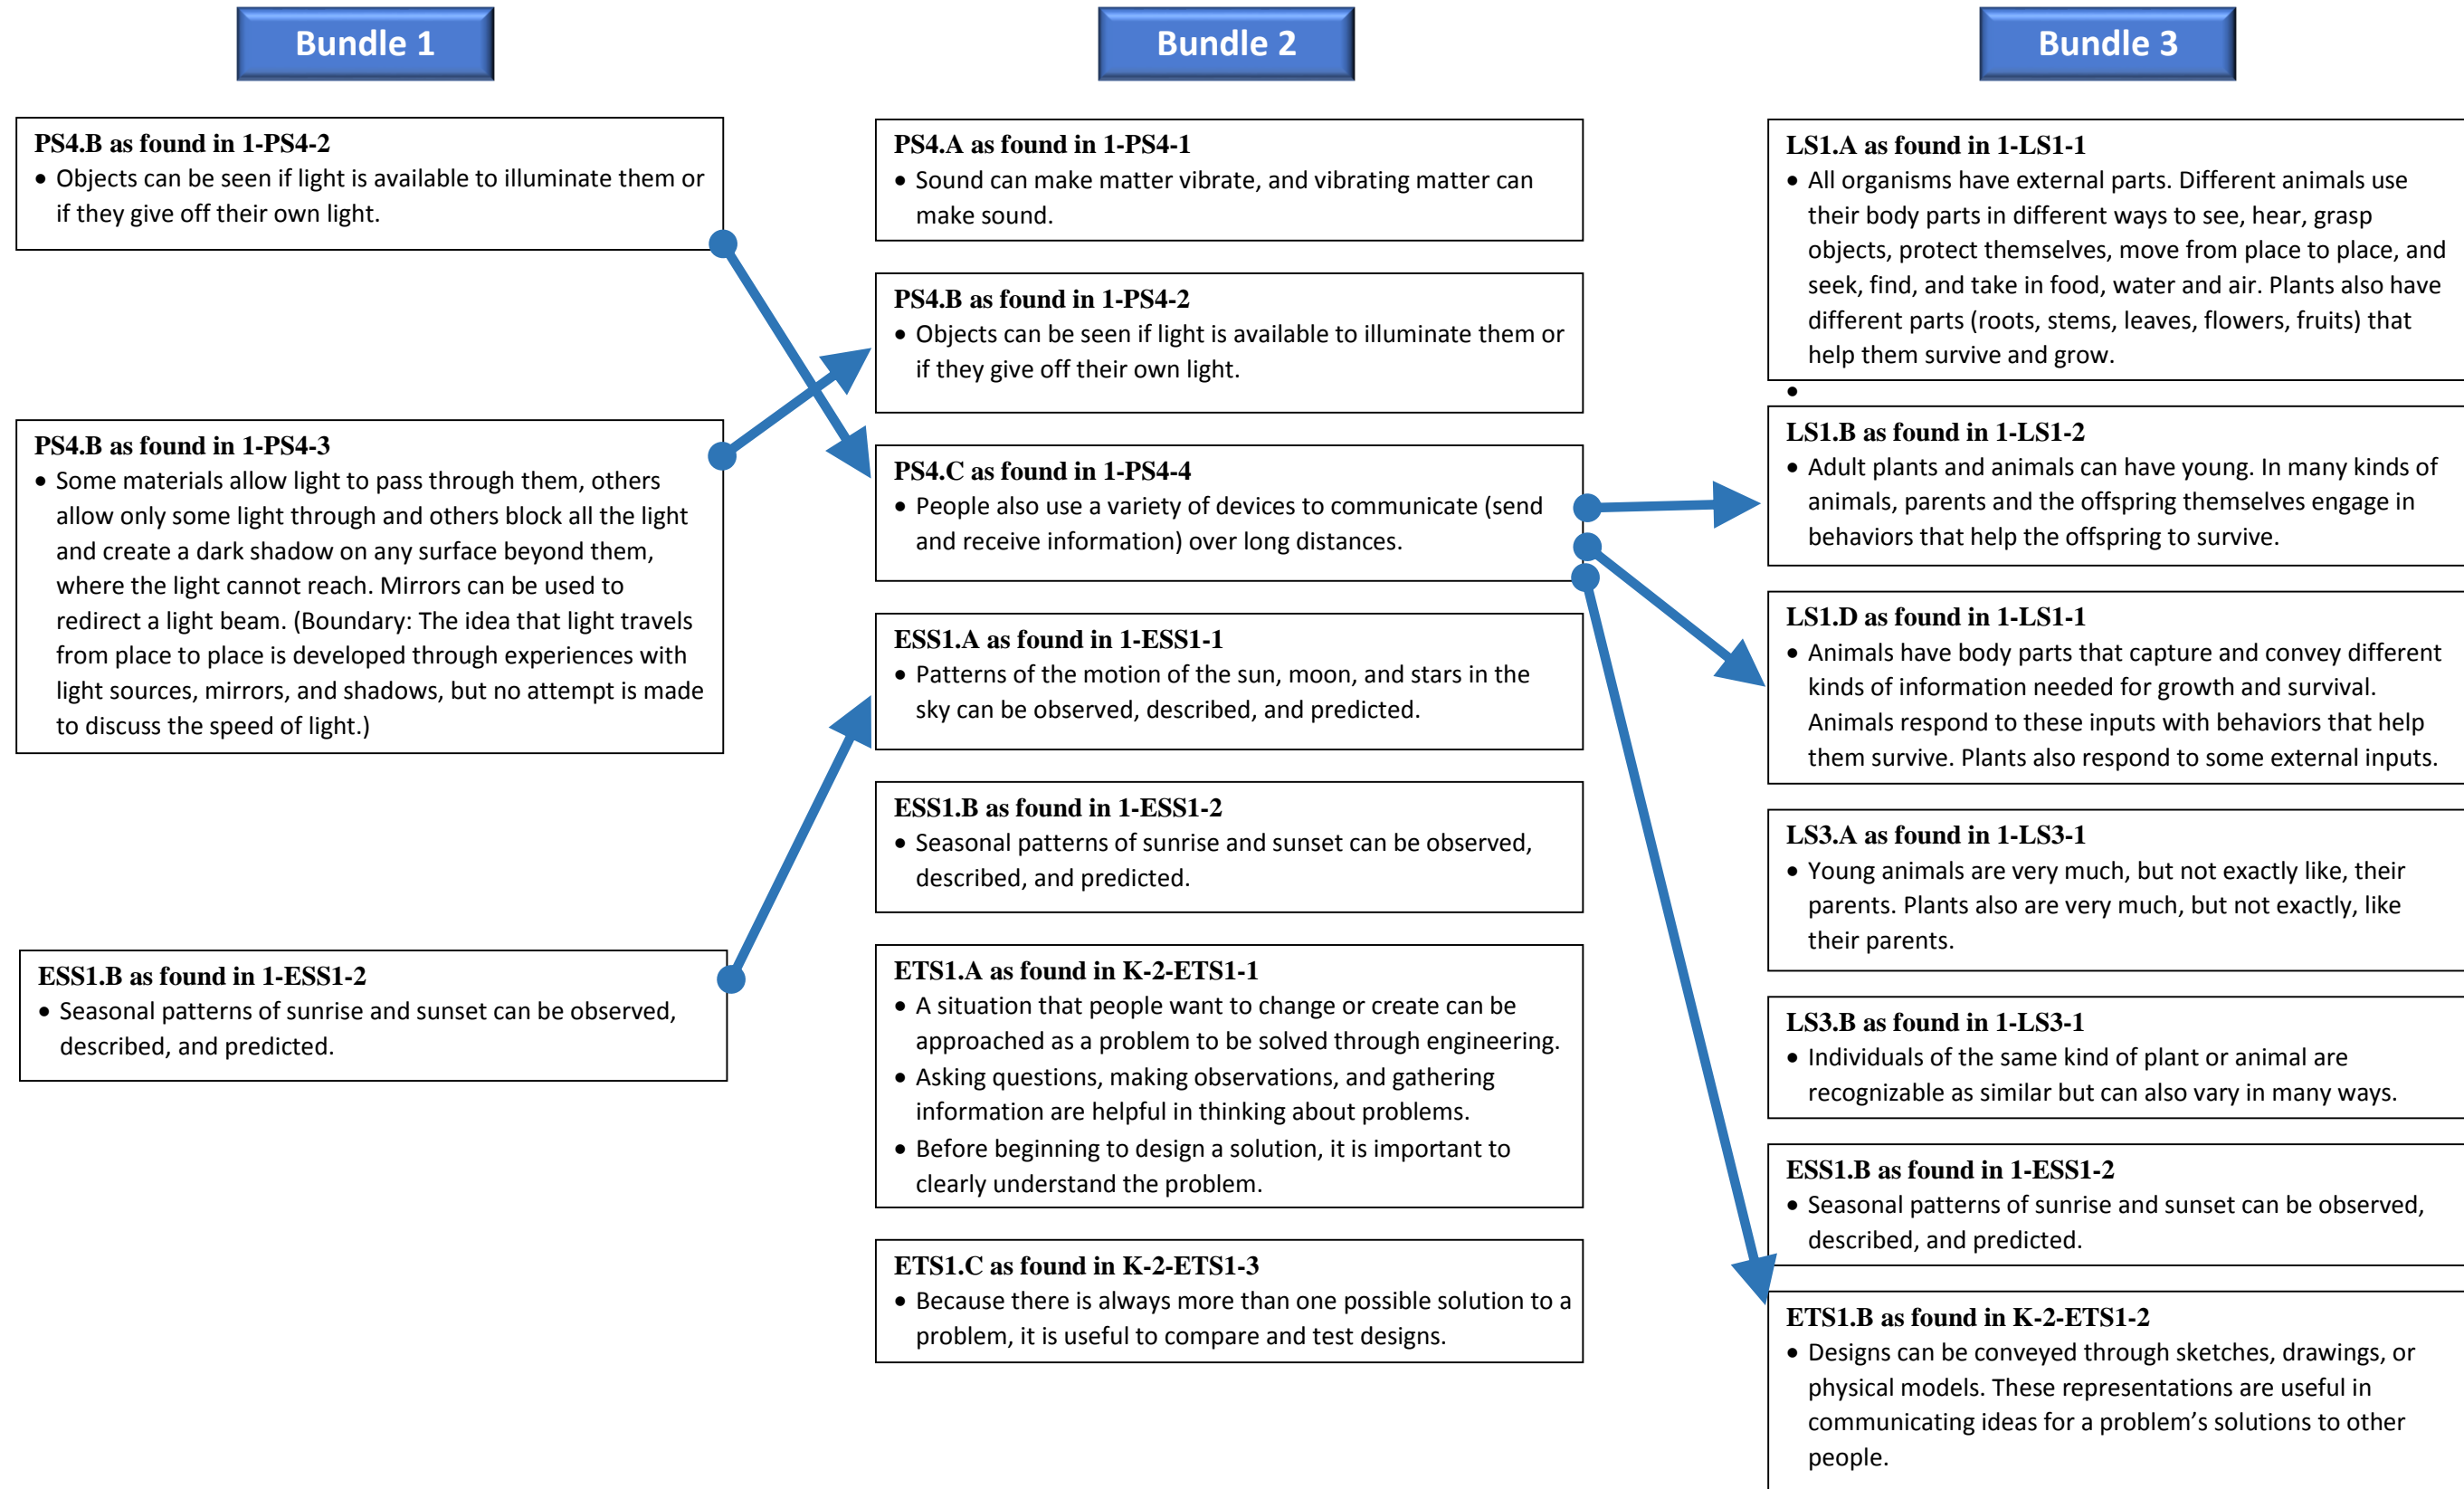 Bundle 1
PS4.B as found in 1-PS4-2
• Objects can be seen if light is available to illuminate them or
if they give off their own light.
PS4.B as found in 1-PS4-3
• Some materials allow light to pass through them, others
allow only some light through and others block all the light
and create a dark shadow on any surface beyond them,
where the light cannot reach. Mirrors can be used to
redirect a light beam. (Boundary: The idea that light travels
from place to place is developed through experiences with
light sources, mirrors, and shadows, but no attempt is made
to discuss the speed of light.)
ESS1.B as found in 1-ESS1-2
• Seasonal patterns of sunrise and sunset can be observed,
described, and predicted.
Bundle 2
PS4.A as found in 1-PS4-1
• Sound can make matter vibrate, and vibrating matter can
make sound.
PS4.B as found in 1-PS4-2
• Objects can be seen if light is available to illuminate them or
if they give off their own light.
PS4.C as found in 1-PS4-4
• People also use a variety of devices to communicate (send
and receive information) over long distances.
ESS1.A as found in 1-ESS1-1
• Patterns of the motion of the sun, moon, and stars in the
sky can be observed, described, and predicted.
ESS1.B as found in 1-ESS1-2
• Seasonal patterns of sunrise and sunset can be observed,
described, and predicted.
ETS1.A as found in K-2-ETS1-1
• A situation that people want to change or create can be
approached as a problem to be solved through engineering.
• Asking questions, making observations, and gathering
information are helpful in thinking about problems.
• Before beginning to design a solution, it is important to
clearly understand the problem.
ETS1.C as found in K-2-ETS1-3
• Because there is always more than one possible solution to a
problem, it is useful to compare and test designs.
Bundle 3
LS1.A as found in 1-LS1-1
• All organisms have external parts. Different animals use
their body parts in different ways to see, hear, grasp
objects, protect themselves, move from place to place, and
seek, find, and take in food, water and air. Plants also have
different parts (roots, stems, leaves, flowers, fruits) that
help them survive and grow.
•
LS1.B as found in 1-LS1-2
• Adult plants and animals can have young. In many kinds of
animals, parents and the offspring themselves engage in
behaviors that help the offspring to survive.
LS1.D as found in 1-LS1-1
• Animals have body parts that capture and convey different
kinds of information needed for growth and survival.
Animals respond to these inputs with behaviors that help
them survive. Plants also respond to some external inputs.
LS3.A as found in 1-LS3-1
• Young animals are very much, but not exactly like, their
parents. Plants also are very much, but not exactly, like
their parents.
LS3.B as found in 1-LS3-1
• Individuals of the same kind of plant or animal are
recognizable as similar but can also vary in many ways.
ESS1.B as found in 1-ESS1-2
• Seasonal patterns of sunrise and sunset can be observed,
described, and predicted.
ETS1.B as found in K-2-ETS1-2
• Designs can be conveyed through sketches, drawings, or
physical models. These representations are useful in
communicating ideas for a problem’s solutions to other
people.